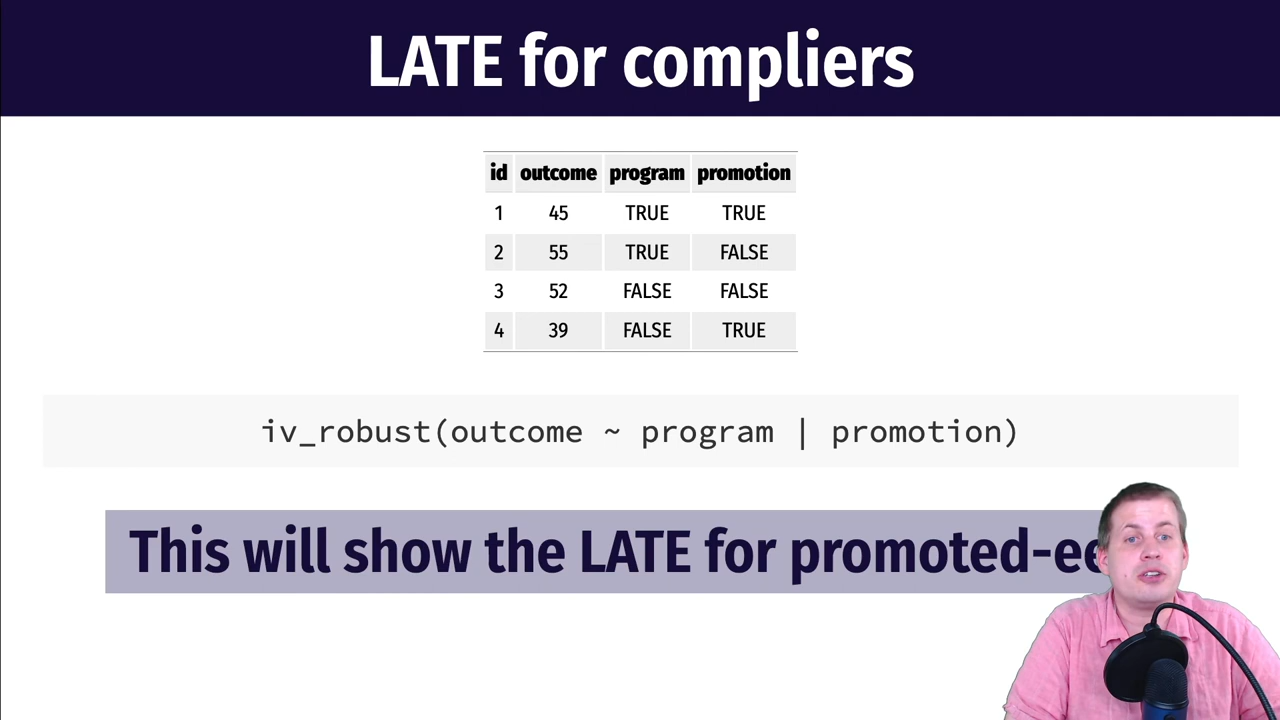 LATE for compliers
id outcome program promotion
1 45 TRUE TRUE
2 55 TRUE FALSE
3 52 FALSE FALSE
4 39 FALSE TRUE
iv_robust(outcome ~ program | promotion)
This will show the LATE for